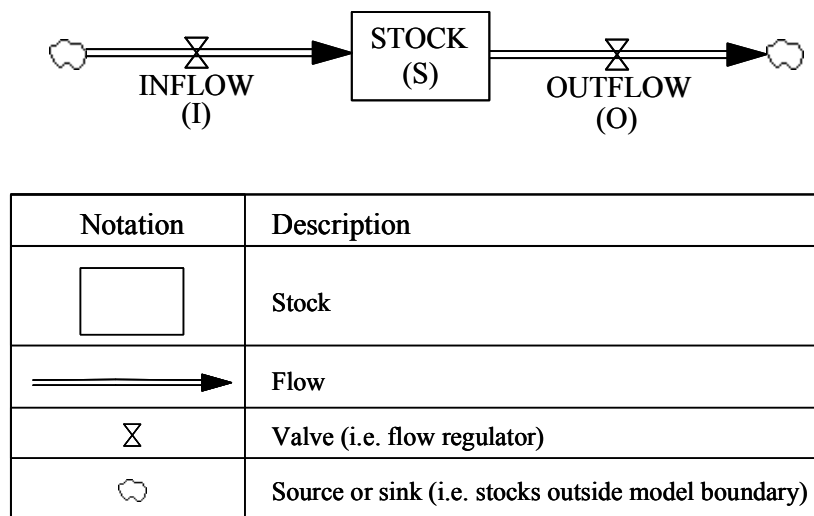 STOCK
(S)
INFLOW
(I)
OUTFLOW
(O)
Notation Description
Stock
Flow
Valve (i.e. flow regulator)
Source or sink (i.e. stocks outside model boundary)